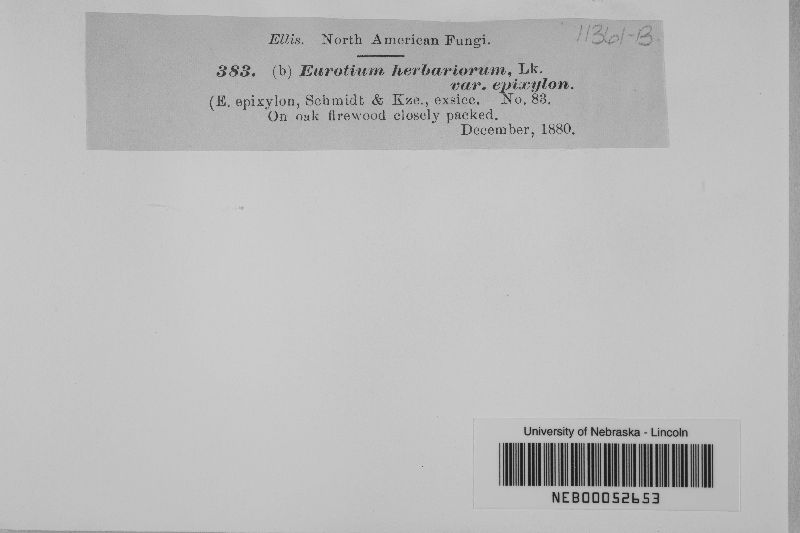 Ellis. North American Fungi.
11361-B.
383. (b) Eurotium herbariorum, Lk.
var. epixylon.
(E. epixylon, Schmidt & Kze., exsicc. No. 83.
On oak firewood closely packed.
December, 1880.
University of Nebraska - Lincoln
NEB00052653